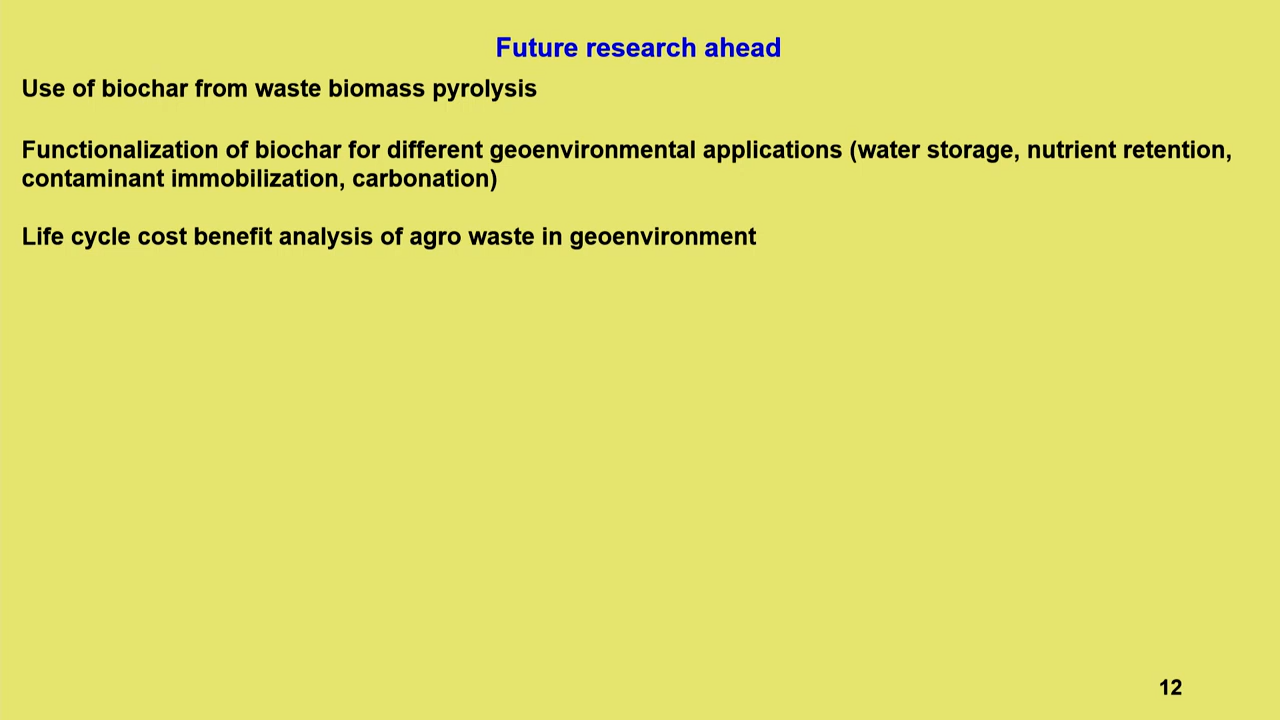 Future research ahead
Use of biochar from waste biomass pyrolysis
Functionalization of biochar for different geoenvironmental applications (water storage, nutrient retention,
contaminant immobilization, carbonation)
Life cycle cost benefit analysis of agro waste in geoenvironment
12